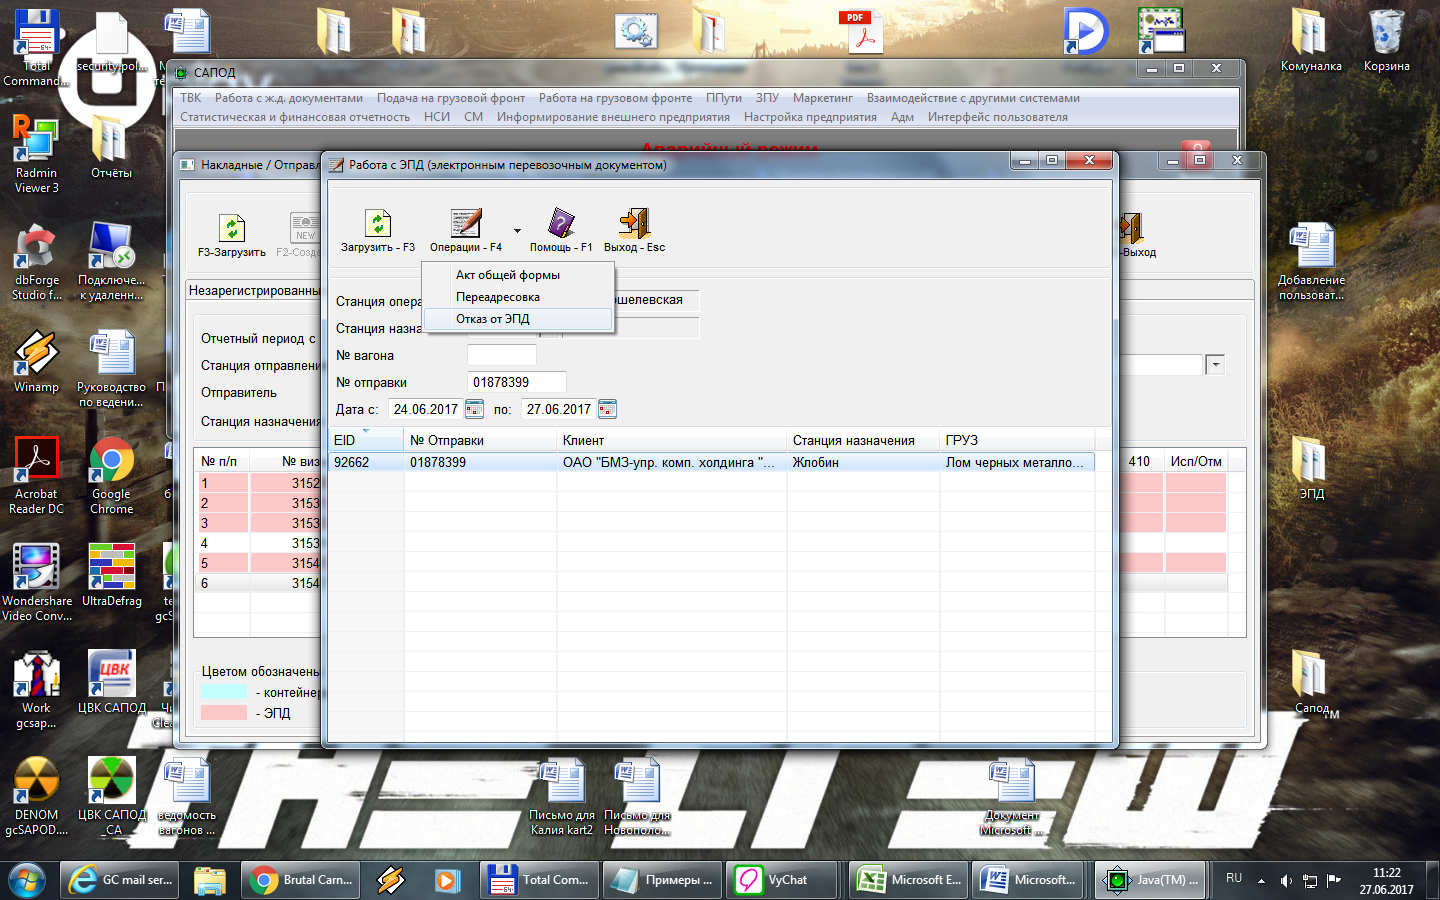 Total
Command...
security.pol...
Комуналка
Корзина
САПОД
ТВК Работа с ж.д. документами Подача на грузовой фронт Работа на грузовом фронте ППути ЗПУ Маркетинг Взаимодействие с другими системами
Статистическая и финансовая отчетность НСИ СМ Информирование внешнего предприятия Настройка предприятия Адм Интерфейс пользователя
Аварийный режим
Radmin
Viewer 3
Отчёты
Накладные / Отправл
Работа с ЭПД (электронным перевозочным документом)
F3-Загрузить
Загрузить - F3
Операции - F4
Помощь - F1
Выход - Esc
-Выход
dbForge
Studio f...
Подключе...
к удаленн...
Добавление
пользоват...
Незарегистрированны
Акт общей формы
Переадресовка
Отказ от ЭПД
Станция опера
ошелевская
Станция назна
Отчетный период с
Станция отправлени
Отправитель
Станция назначения
№ вагона
№ отправки 01878399
Дата с: 24.06.2017 по: 27.06.2017
Winamp
Руководство
по ведени...
EID № Отправки Клиент Станция назначения ГРУЗ
92662 01878399 ОАО "БМЗ-упр. комп. холдинга "... Жлобин Лом черных металло...
№ п/п № виз 410 Исп/Отм
1 3152
2 3153
3 3153
4 3153
5 3154
6 3154
Acrobat
Reader DC
Google
Chrome
ЭПД
Wondershare
Video Conv...
UltraDefrag
Цветом обозначены
- контейнер
- ЭПД
Work
gcsap...
ЦВК САПОД
Сапод
TM
DENOM
gcSAPOD....
ЦВК САПОД
_CA
ведомость
вагонов ...
Письмо для
Калия kart2
Письмо для
Новополо...
Документ
Microsoft ...
GC mail ser...
Brutal Carn...
Total Com...
Примеры ...
VyChat
Microsoft E...
Microsoft...
Java(TM) ...
RU
11:22
27.06.2017